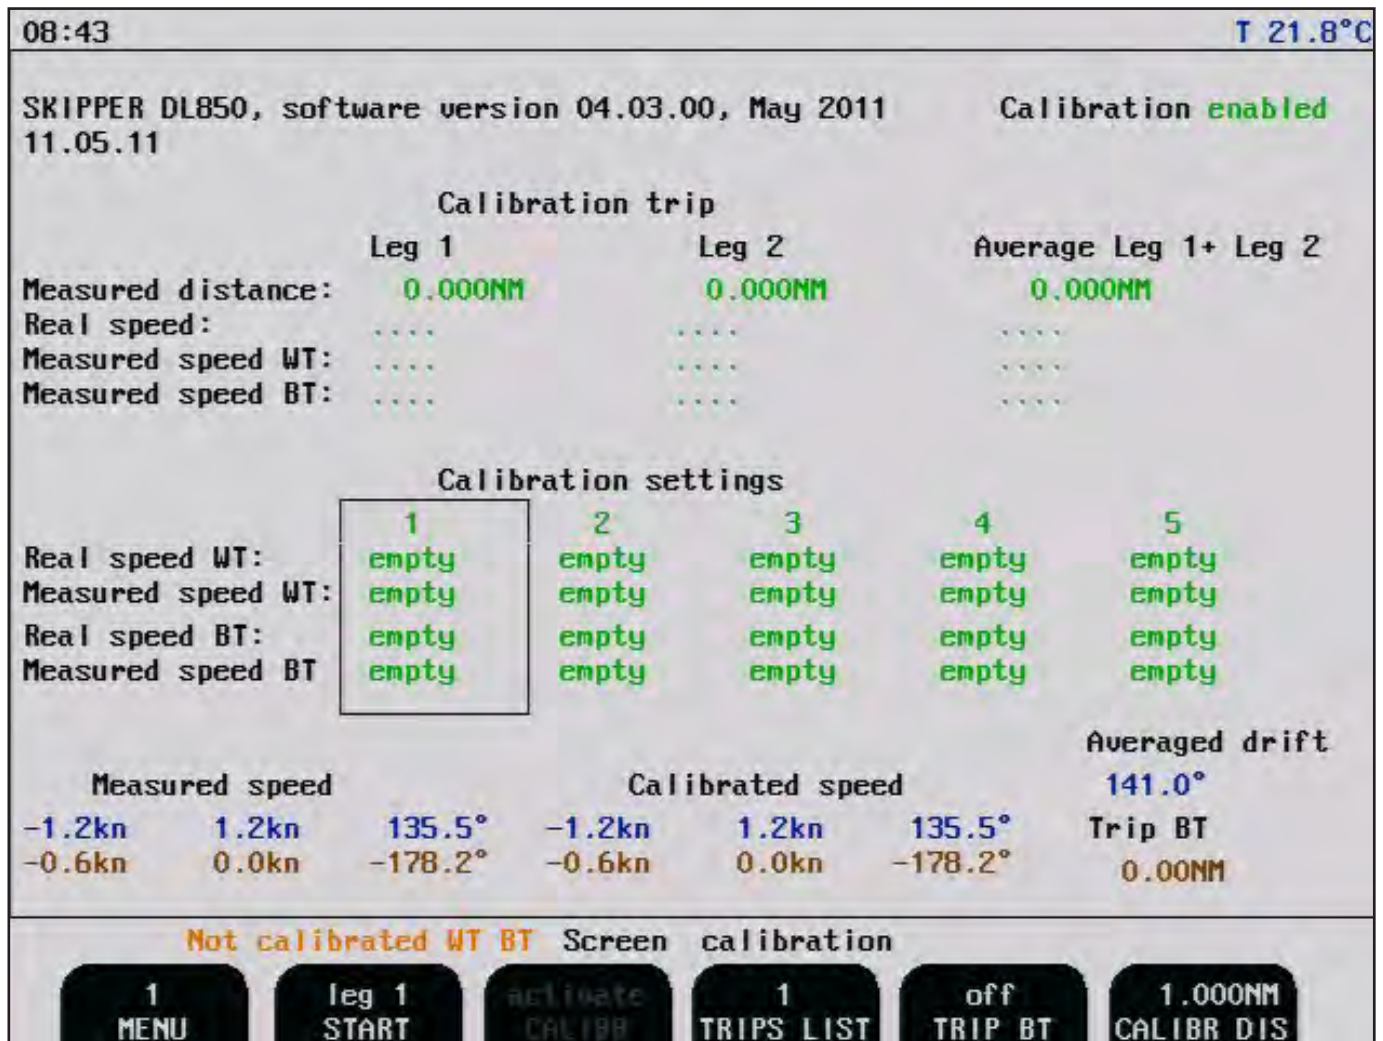 08:43 T 21.8°C
SKIPPER DL850, software version 04.03.00, May 2011 Calibration enabled
11.05.11
Calibration trip
Leg 1 Leg 2 Average Leg 1+ Leg 2
Measured distance: 0.000NM 0.000NM 0.000NM
Real speed: .... .... ....
Measured speed WT: .... .... ....
Measured speed BT: .... .... ....
Calibration settings
1 2 3 4 5
Real speed WT: empty empty empty empty empty
Measured speed WT: empty empty empty empty empty
Real speed BT: empty empty empty empty empty
Measured speed BT empty empty empty empty empty
Averaged drift
Measured speed Calibrated speed 141.0°
-1.2kn 1.2kn 135.5° -1.2kn 1.2kn 135.5° Trip BT
-0.6kn 0.0kn -178.2° -0.6kn 0.0kn -178.2° 0.00NM
Not calibrated WT BT Screen calibration
1 leg 1 activate 1 off 1.000NM
MENU START CALIBR TRIPS LIST TRIP BT CALIBR DIS